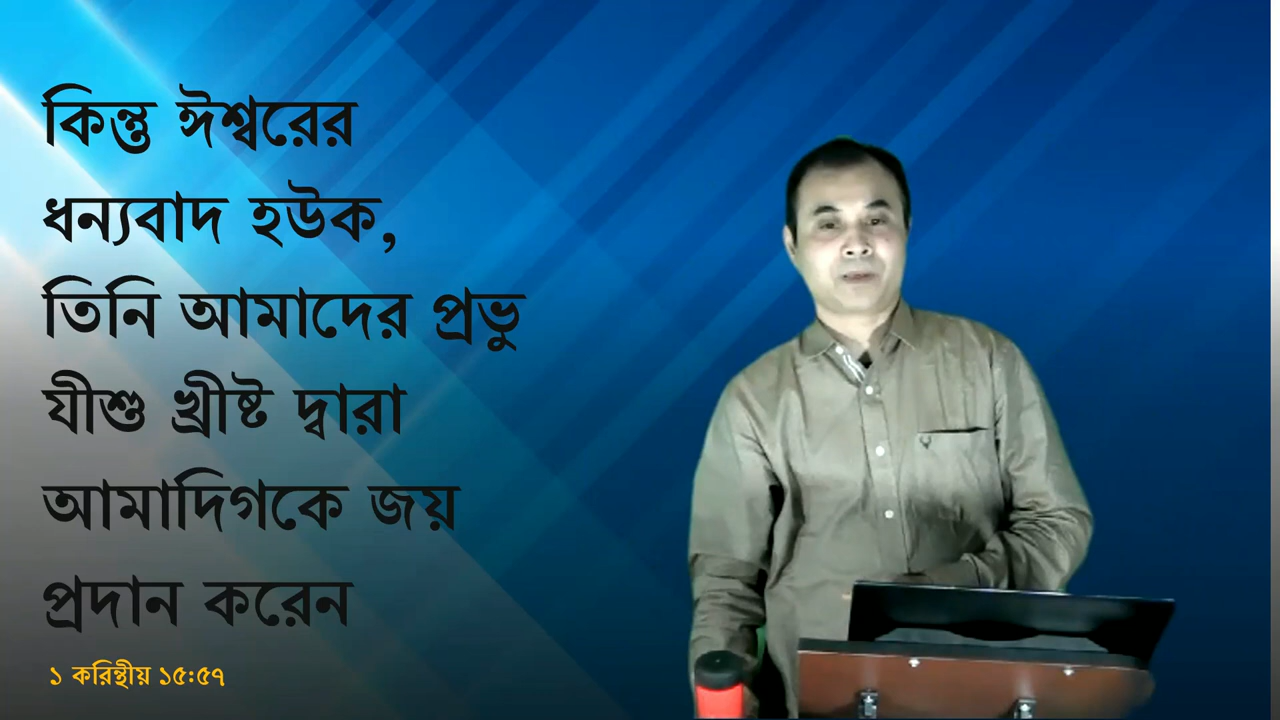 কিন্তু ঈশ্বরের
ধন্যবাদ হউক,
তিনি আমাদের প্রভু
যীশু খ্রীষ্ট দ্বারা
আমাদিগকে জয়
প্রদান করেন
১ করিন্থীয় ১৫:৫৭